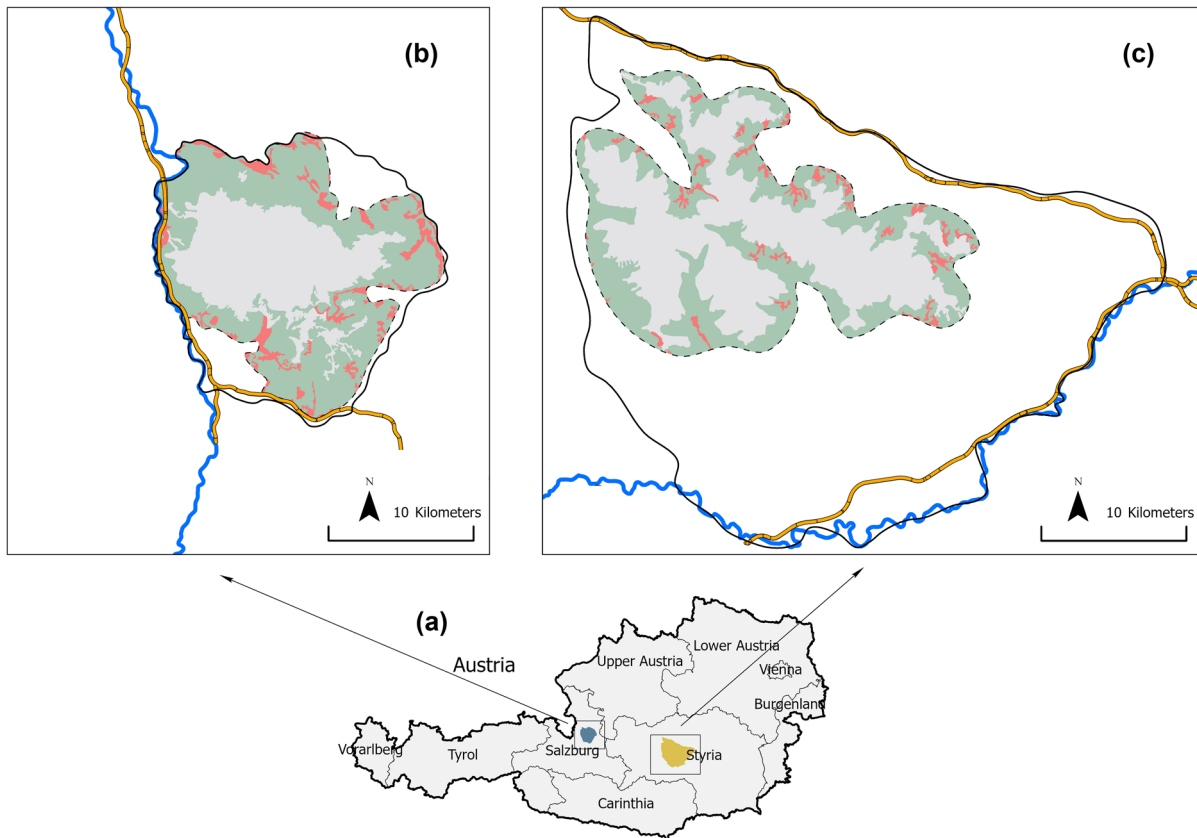 (b)
N
10 Kilometers
(c)
N
10 Kilometers
(a)
Austria
Upper Austria
Lower Austria
Vienna
Burgenland
Vorarlberg
Tyrol
Salzburg
Styria
Carinthia